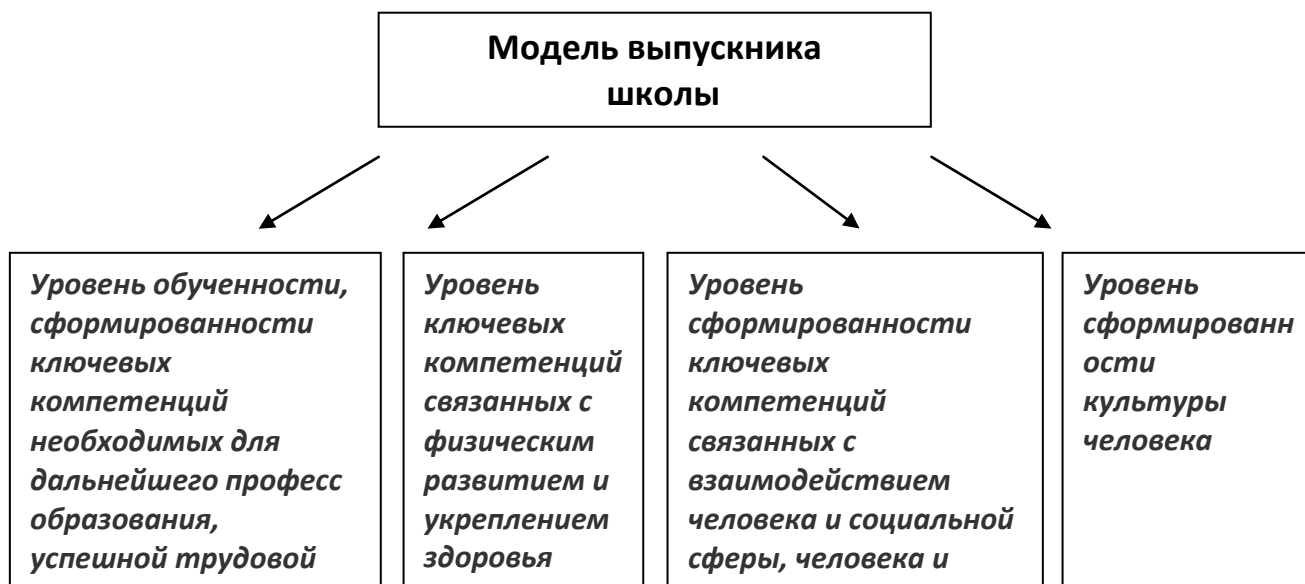 Модель выпускника
школы
Уровень обученности,
сформированности
ключевых
компетенций
необходимых для
дальнейшего професс
образования,
успешной трудовой
Уровень
ключевых
компетенций
связанных с
физическим
развитием и
укреплением
здоровья
Уровень
сформированности
ключевых
компетенций
связанных с
взаимодействием
человека и социальной
сферы, человека и
Уровень
сформированн
ости
культуры
человека